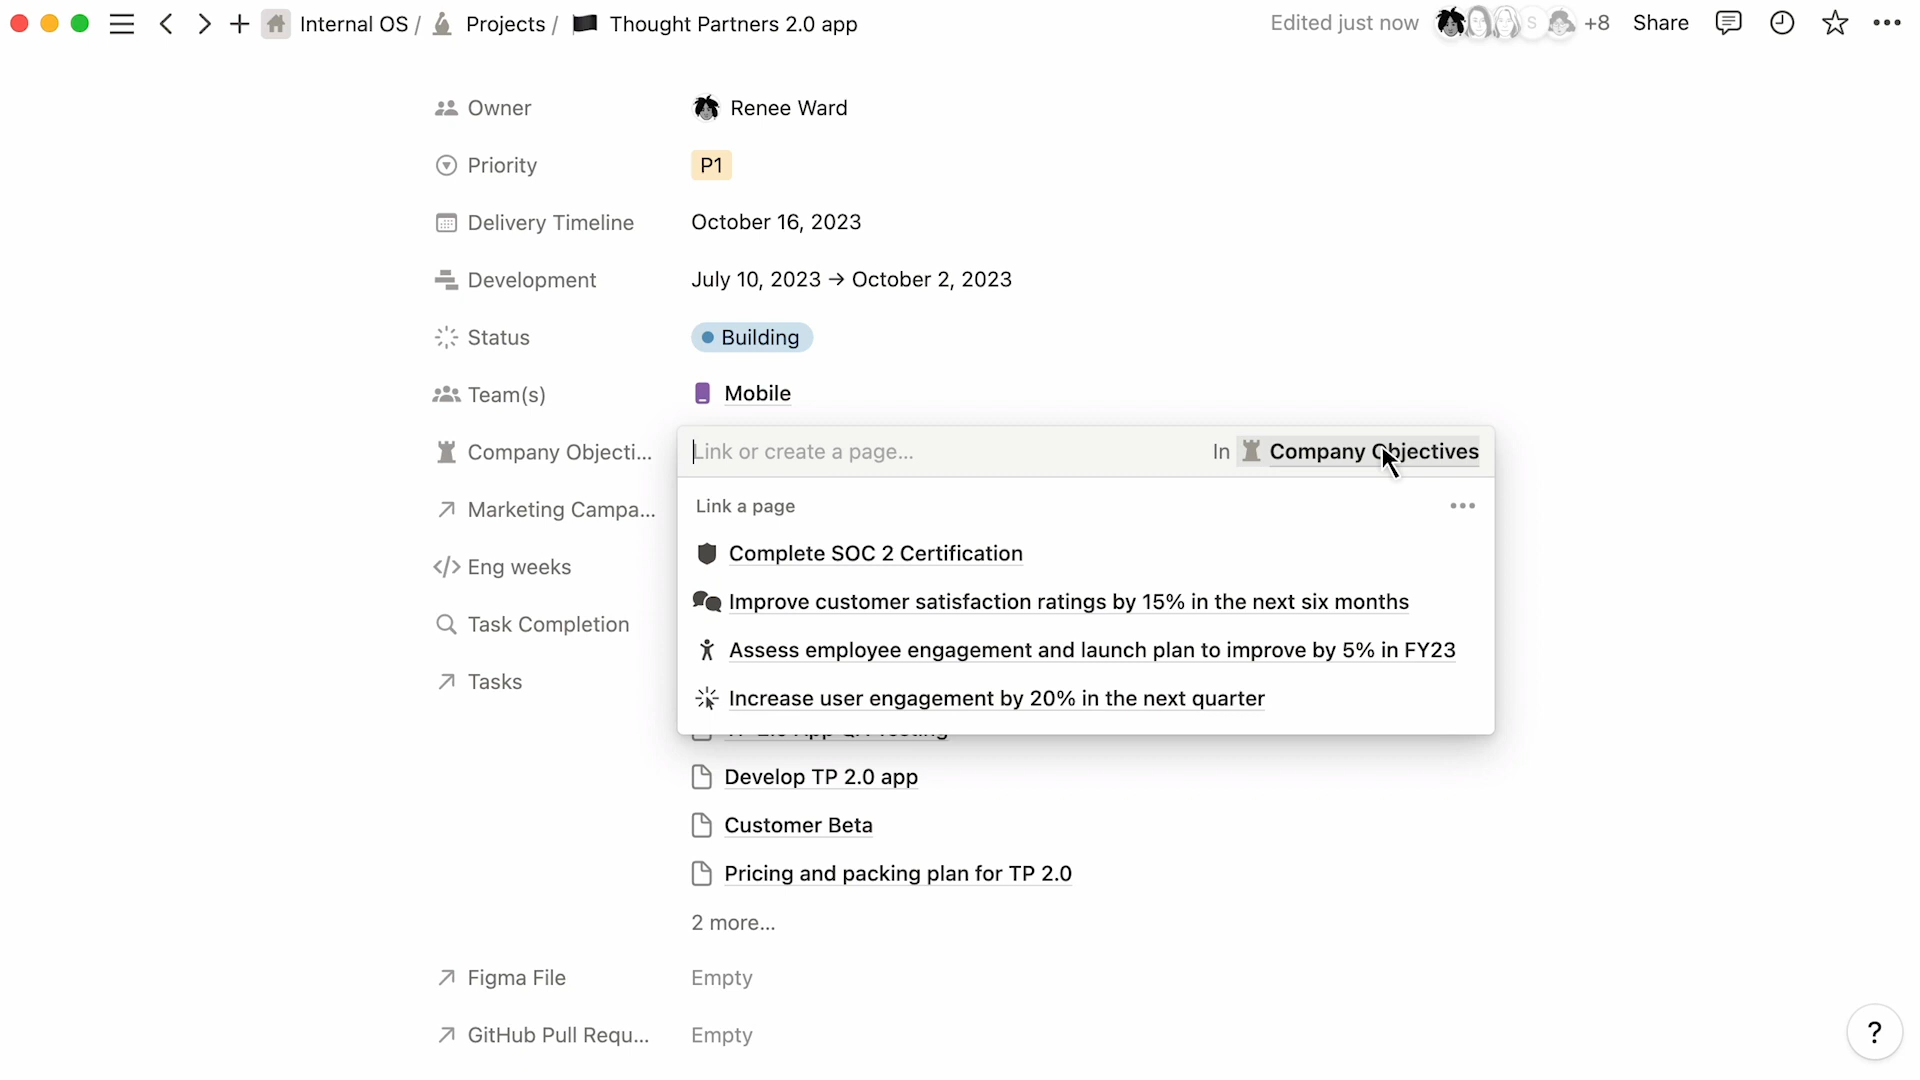 Internal OS / Projects / Thought Partners 2.0 app
Edited just now
S
+8
Share
Owner
Renee Ward
Priority
P1
Delivery Timeline
October 16, 2023
Development
July 10, 2023 → October 2, 2023
Status
Building
Team(s)
Mobile
Company Objecti...
Link or create a page...
In Company Objectives
Link a page
Complete SOC 2 Certification
Improve customer satisfaction ratings by 15% in the next six months
Assess employee engagement and launch plan to improve by 5% in FY23
Increase user engagement by 20% in the next quarter
Marketing Campa...
Eng weeks
Task Completion
Tasks
Develop TP 2.0 app
Customer Beta
Pricing and packing plan for TP 2.0
2 more...
Figma File
Empty
GitHub Pull Requ...
Empty
?